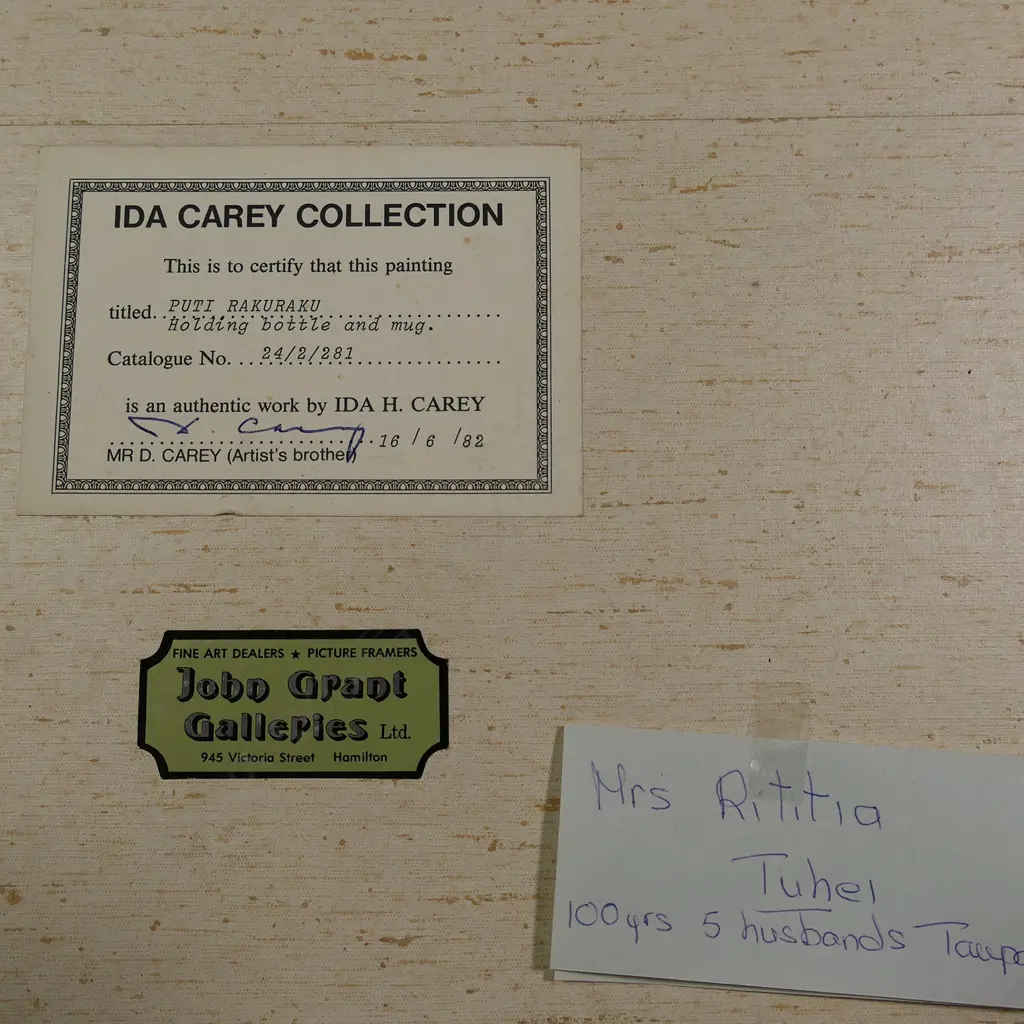 IDA CAREY COLLECTION
This is to certify that this painting
titled. PUTI RAKURAKU
Holding bottle and mug.
Catalogue No. 24/2/281
is an authentic work by IDA H. CAREY
D. Carey 16 / 6 / 82
MR D. CAREY (Artist's brother)
FINE ART DEALERS ★ PICTURE FRAMERS
John Grant
Galleries Ltd.
945 Victoria Street Hamilton
Mrs Rititia
Tuhei
100yrs 5 husbands